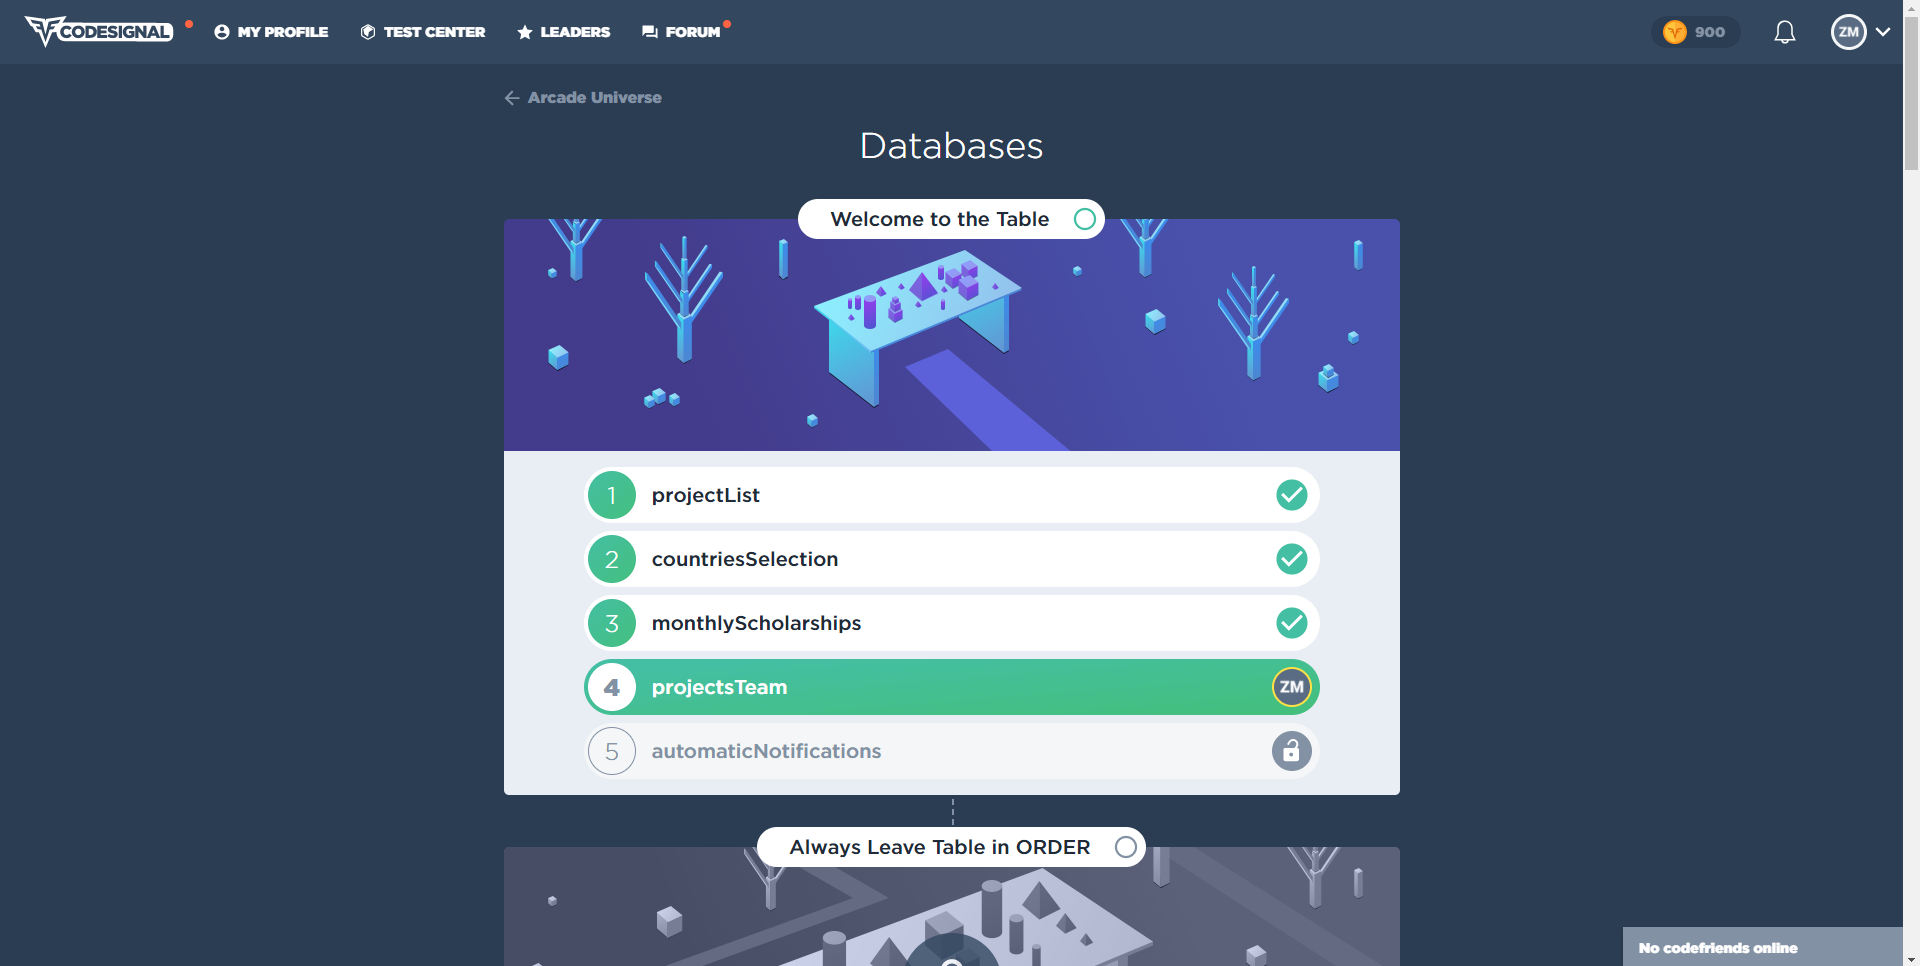 CODESIGNAL
MY PROFILE
TEST CENTER
LEADERS
FORUM
900
ZM
Arcade Universe
Databases
Welcome to the Table
1 projectList
2 countriesSelection
3 monthlyScholarships
4 projectsTeam ZM
5 automaticNotifications
Always Leave Table in ORDER
No codefriends online